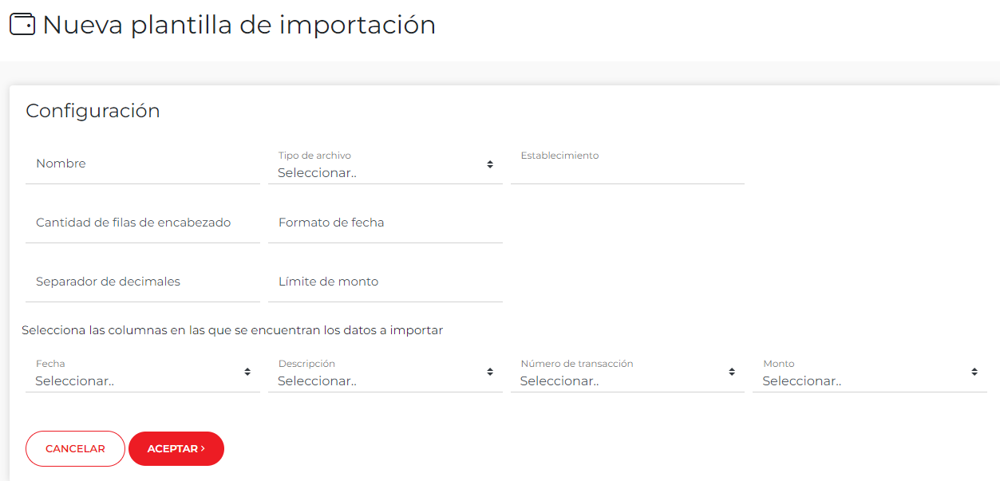 Nueva plantilla de importación
Configuración
Nombre
Tipo de archivo
Seleccionar..
Establecimiento
Cantidad de filas de encabezado
Formato de fecha
Separador de decimales
Límite de monto
Selecciona las columnas en las que se encuentran los datos a importar
Fecha
Seleccionar..
Descripción
Seleccionar..
Número de transacción
Seleccionar..
Monto
Seleccionar..
CANCELAR
ACEPTAR ›